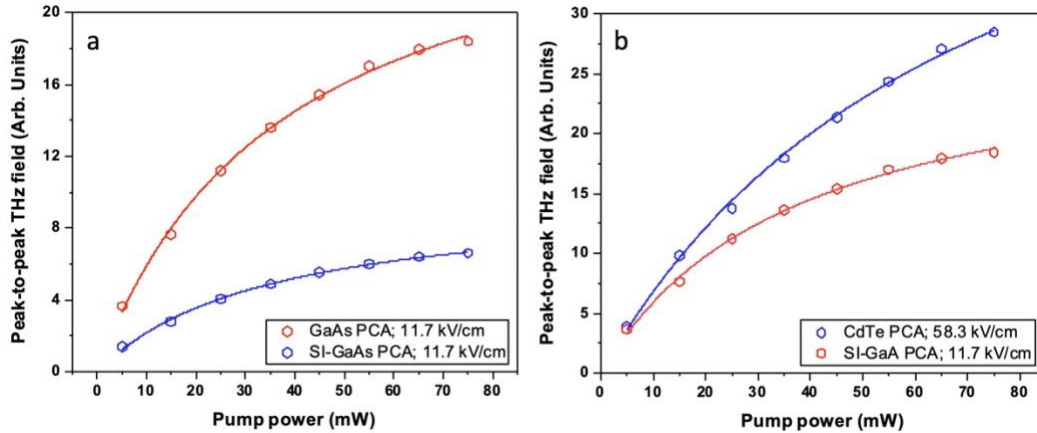 a
20
16
12
8
4
0
Peak-to-peak THz field (Arb. Units)
GaAs PCA; 11.7 kV/cm
SI-GaAs PCA; 11.7 kV/cm
0 10 20 30 40 50 60 70 80
Pump power (mW)
b
30
25
20
15
10
5
0
Peak-to-peak THz field (Arb. Units)
CdTe PCA; 58.3 kV/cm
SI-GaA PCA; 11.7 kV/cm
0 10 20 30 40 50 60 70 80
Pump power (mW)